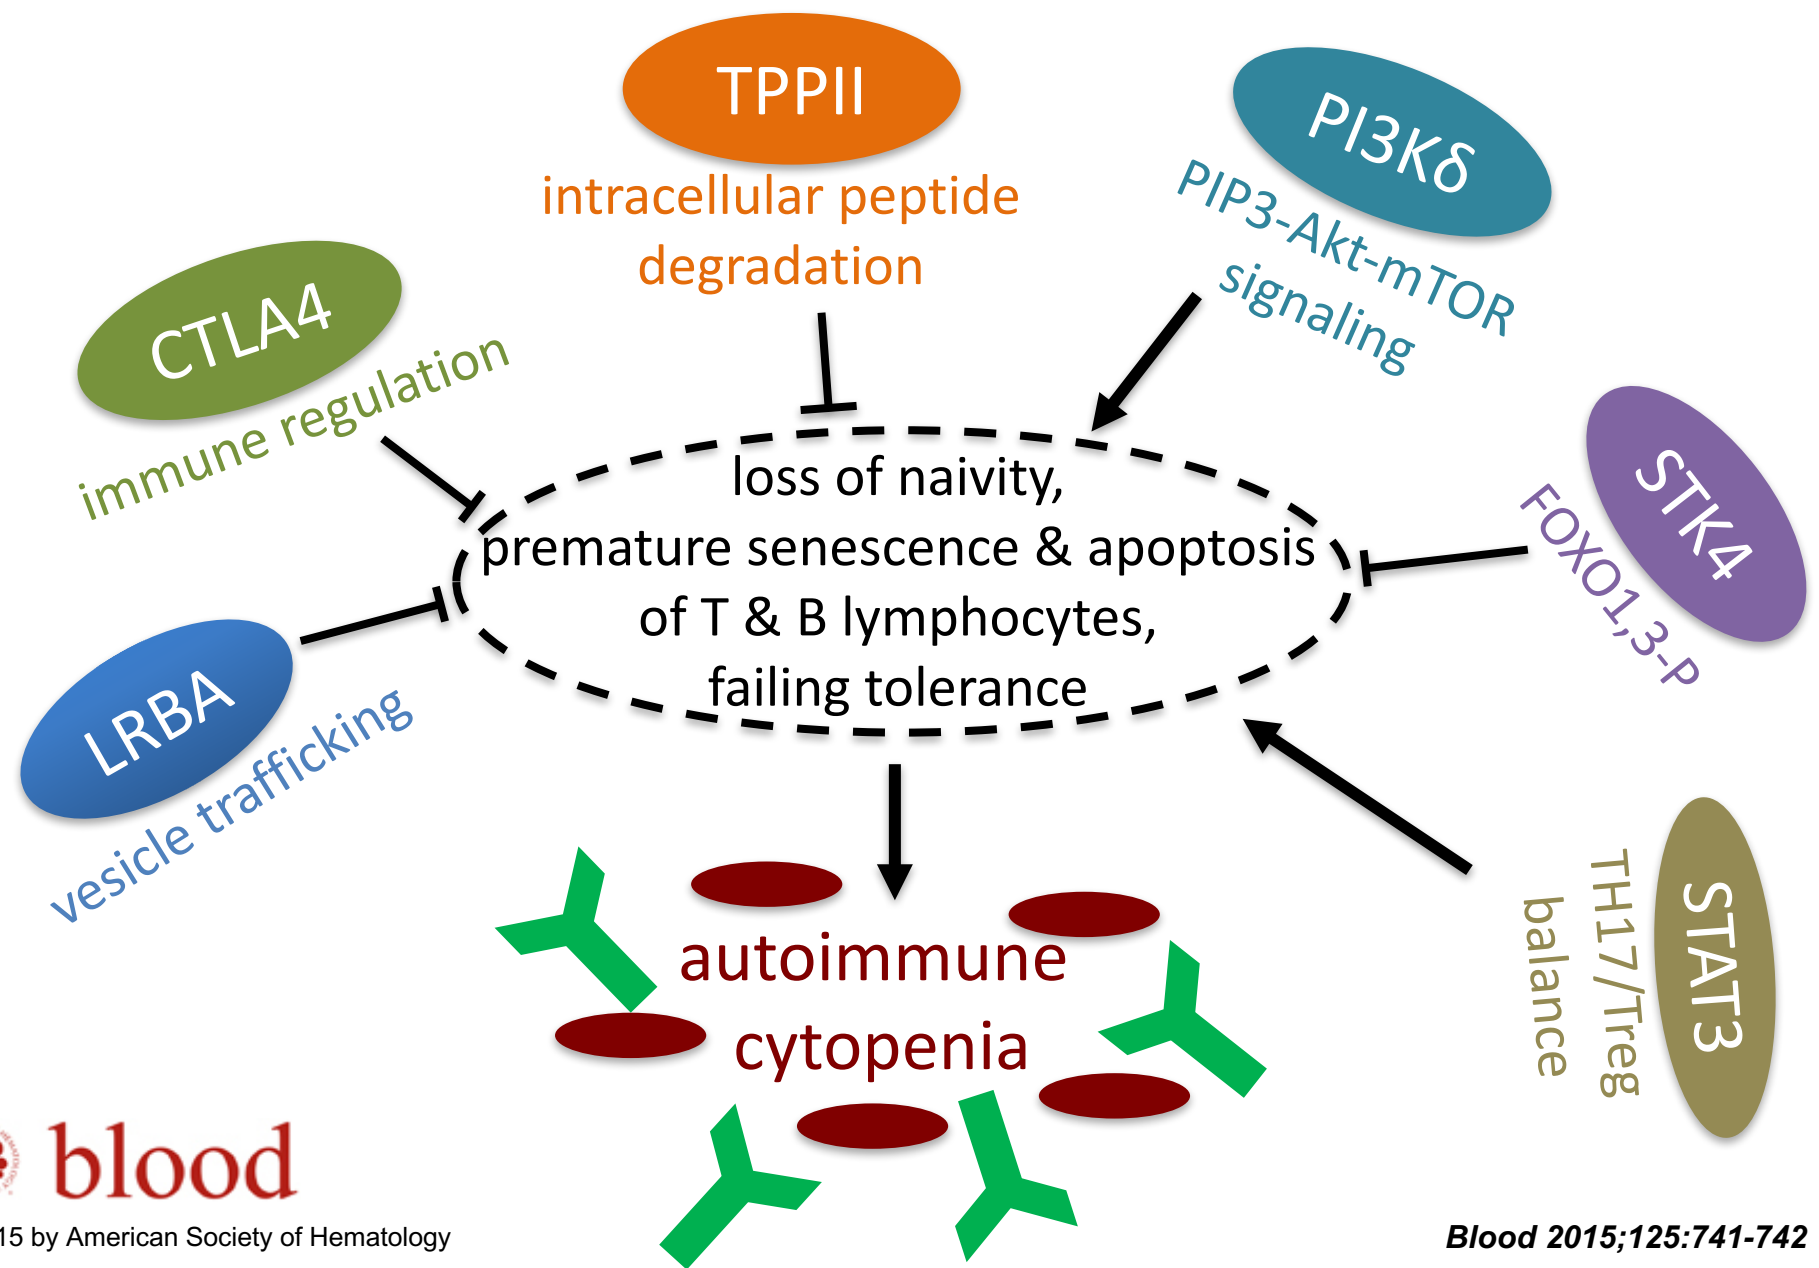 TPPII
intracellular peptide
degradation
PI3Kδ
PIP3-Akt-mTOR
signaling
CTLA4
immune regulation
STK4
FOXO1,3-P
loss of naivity,
premature senescence & apoptosis
of T & B lymphocytes,
failing tolerance
LRBA
vesicle trafficking
STAT3
TH17/Treg
balance
autoimmune
cytopenia
blood
15 by American Society of Hematology
Blood 2015;125:741-742